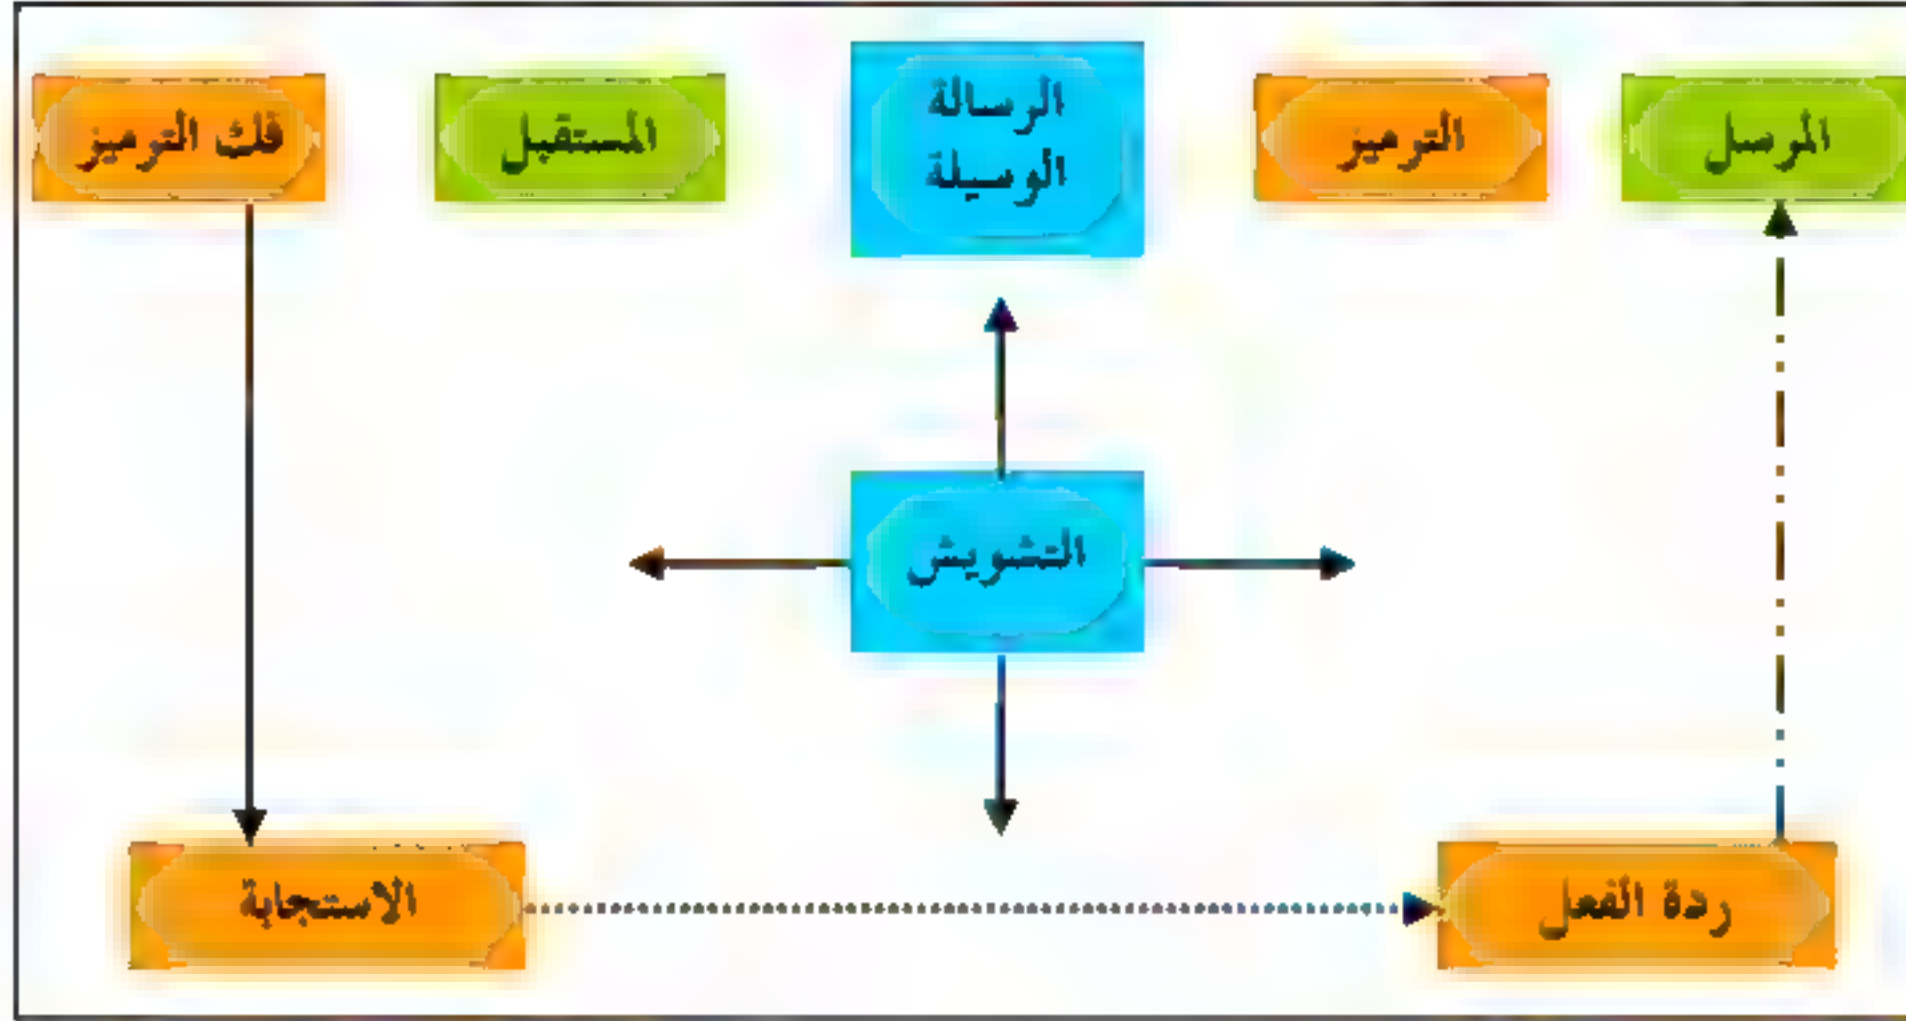 المرسل
الترميز
الرسالة
الوسيلة
المستقبل
فك الترميز
التشويش
ردة الفعل
الاستجابة